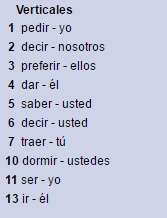 Verticales
1 pedir - yo
2 decir - nosotros
3 preferir - ellos
4 dar - él
5 saber - usted
6 decir - usted
7 traer - tú
10 dormir - ustedes
11 ser - yo
13 ir - él